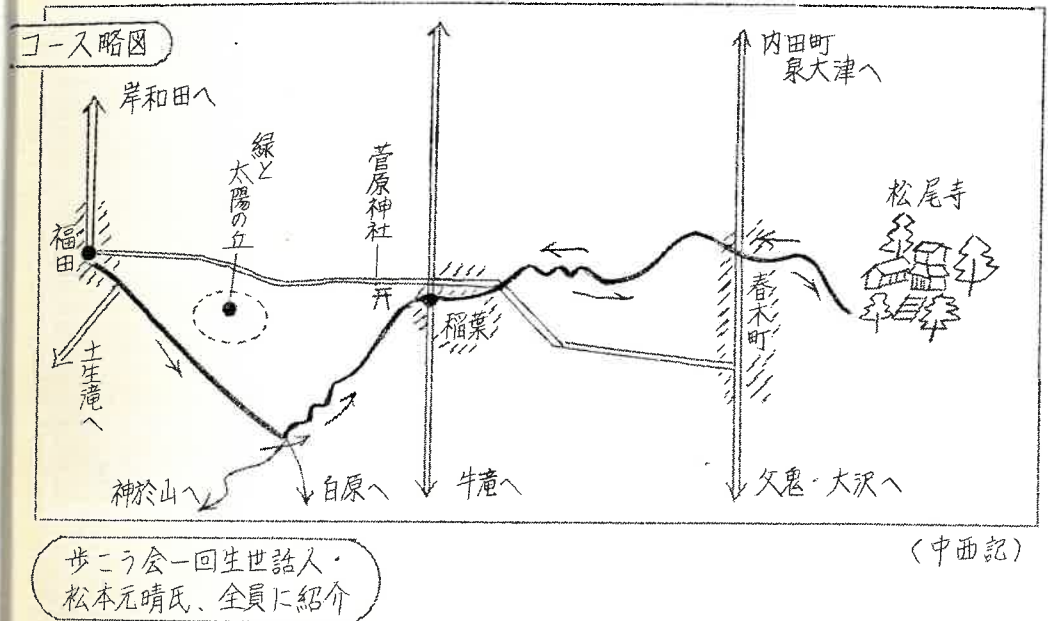 コース略図
岸和田へ
緑と
太陽の丘
菅原神社
内田町
泉大津へ
松尾寺
福田
稲葉
春木町
土生滝へ
神於山へ
白原へ
牛滝へ
父鬼・大沢へ
(中西記)
歩こう会一回生世話人・
松本元晴氏、全員に紹介